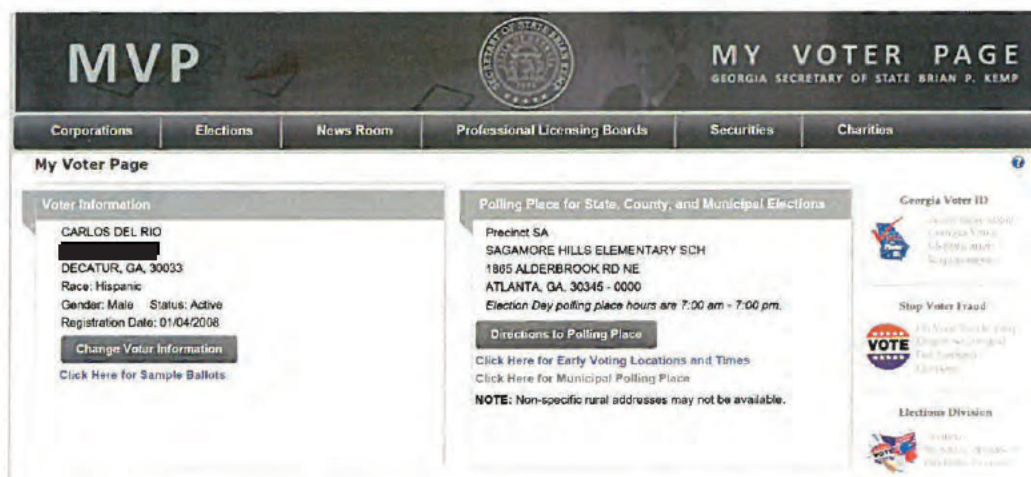 MVP
SECRETARY OF STATE BRIAN KEMP
MY VOTER PAGE
GEORGIA SECRETARY OF STATE BRIAN P. KEMP
Corporations
Elections
News Room
Professional Licensing Boards
Securities
Charities
My Voter Page
?
Voter Information
CARLOS DEL RIO
DECATUR, GA, 30033
Race: Hispanic
Gender: Male Status: Active
Registration Date: 01/04/2008
Change Voter Information
Click Here for Sample Ballots
Polling Place for State, County, and Municipal Elections
Precinct SA
SAGAMORE HILLS ELEMENTARY SCH
1865 ALDERBROOK RD NE
ATLANTA, GA, 30345 - 0000
Election Day polling place hours are 7:00 am - 7:00 pm.
Directions to Polling Place
Click Here for Early Voting Locations and Times
Click Here for Municipal Polling Place
NOTE: Non-specific rural addresses may not be available.
Georgia Voter ID
Stop Voter Fraud
VOTE
Elections Division
VOTE